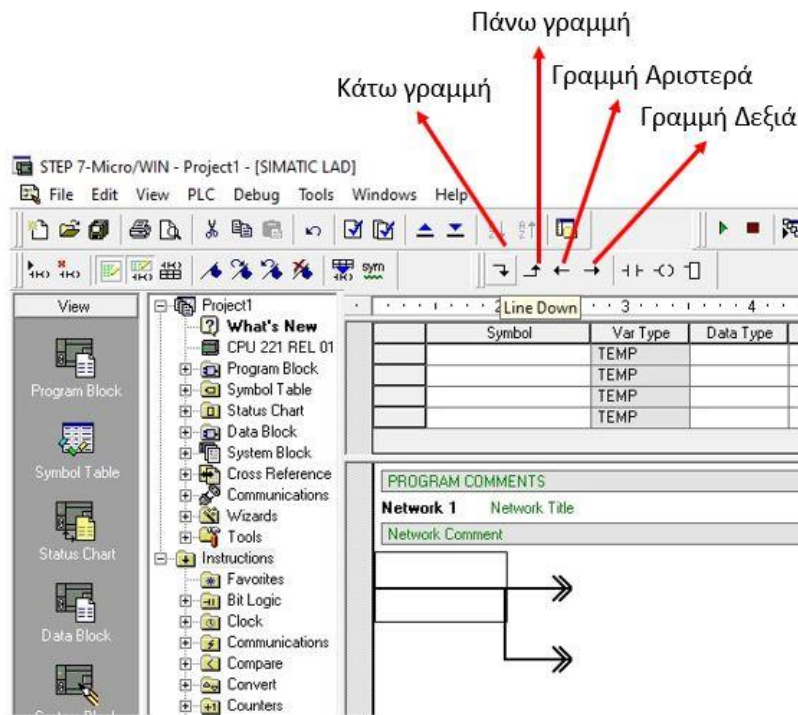 Πάνω γραμμή
Κάτω γραμμή
Γραμμή Αριστερά
Γραμμή Δεξιά
STEP 7-Micro/WIN - Project1 - [SIMATIC LAD]
File Edit View PLC Debug Tools Windows Help
sym
Line Down
3 4
View
Program Block
Symbol Table
Status Chart
Data Block
Project1
What's New
CPU 221 REL 01
Program Block
Symbol Table
Status Chart
Data Block
System Block
Cross Reference
Communications
Wizards
Tools
Instructions
Favorites
Bit Logic
Clock
Communications
Compare
Convert
Counters
Symbol Var Type Data Type
TEMP
TEMP
TEMP
TEMP
PROGRAM COMMENTS
Network 1 Network Title
Network Comment